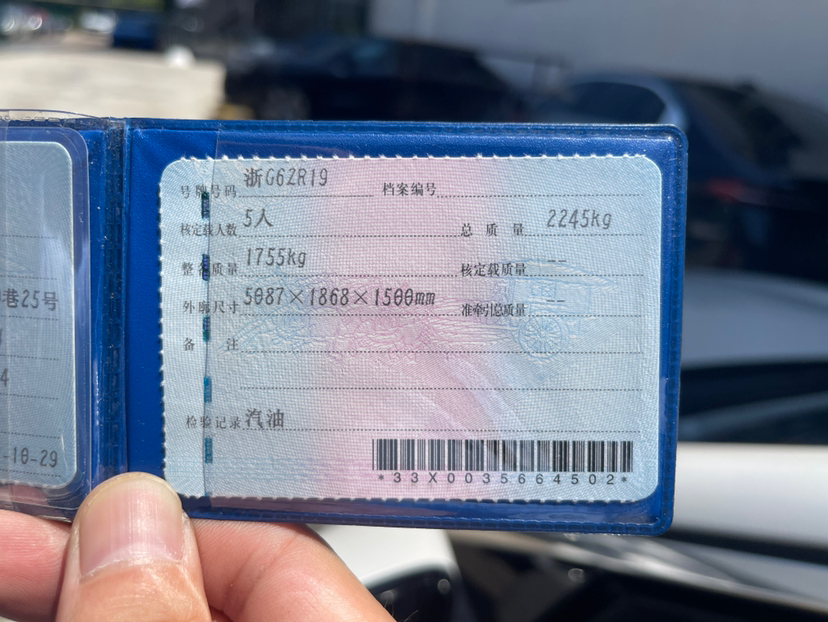 号牌号码 浙G62R19 档案编号
核定载人数 5人 总质量 2245kg
整备质量 1755kg 核定载质量 --
外廓尺寸 5087×1868×1500mm 准牵引总质量 --
备注
检验记录 汽油
*33X0035664502*
巷25号
4
-10-29